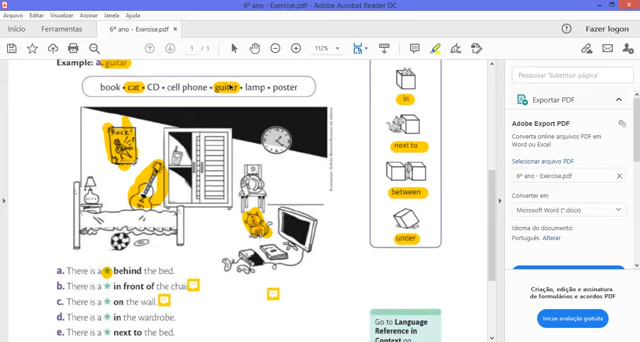 6º ano - Exercise.pdf - Adobe Acrobat Reader DC
Arquivo Editar Visualizar Assinar Janela Ajuda
Início Ferramentas 6º ano - Exercise.pdf × Fazer logon
1 / 1 112%
Example: a. guitar
book • cat • CD • cell phone • guitar • lamp • poster
ROCK!
a. There is a ★ behind the bed.
b. There is a ★ in front of the chai
c. There is a ★ on the wall.
d. There is a ★ in the wardrobe.
e. There is a ★ next to the bed.
in
next to
between
under
Go to Language
Reference in
Context on
Pesquisar 'Substituir página'
Exportar PDF
Adobe Export PDF
Converta online arquivos PDF em
Word ou Excel
Selecionar arquivo PDF
6º ano - Exercise.pdf ×
Converter em
Microsoft Word (*.docx)
Idioma do documento:
Português Alterar
Criação, edição e assinatura
de formulários e acordos PDF
Iniciar avaliação gratuita